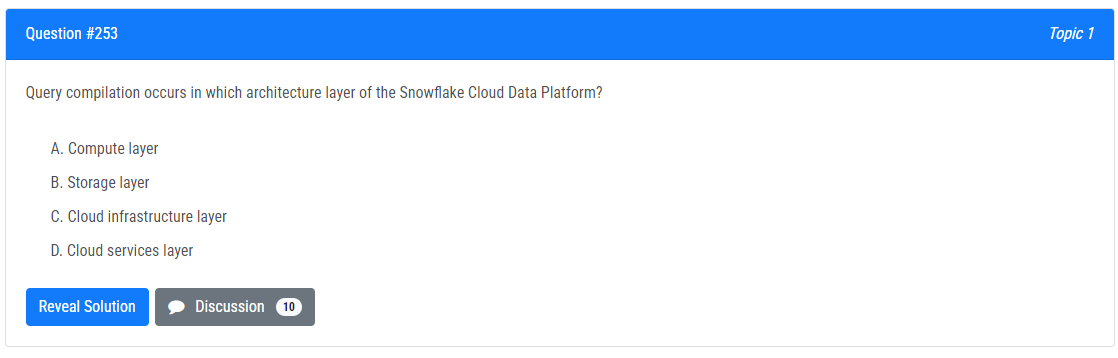 Question #253
Topic 1
Query compilation occurs in which architecture layer of the Snowflake Cloud Data Platform?
A. Compute layer
B. Storage layer
C. Cloud infrastructure layer
D. Cloud services layer
Reveal Solution
Discussion 10